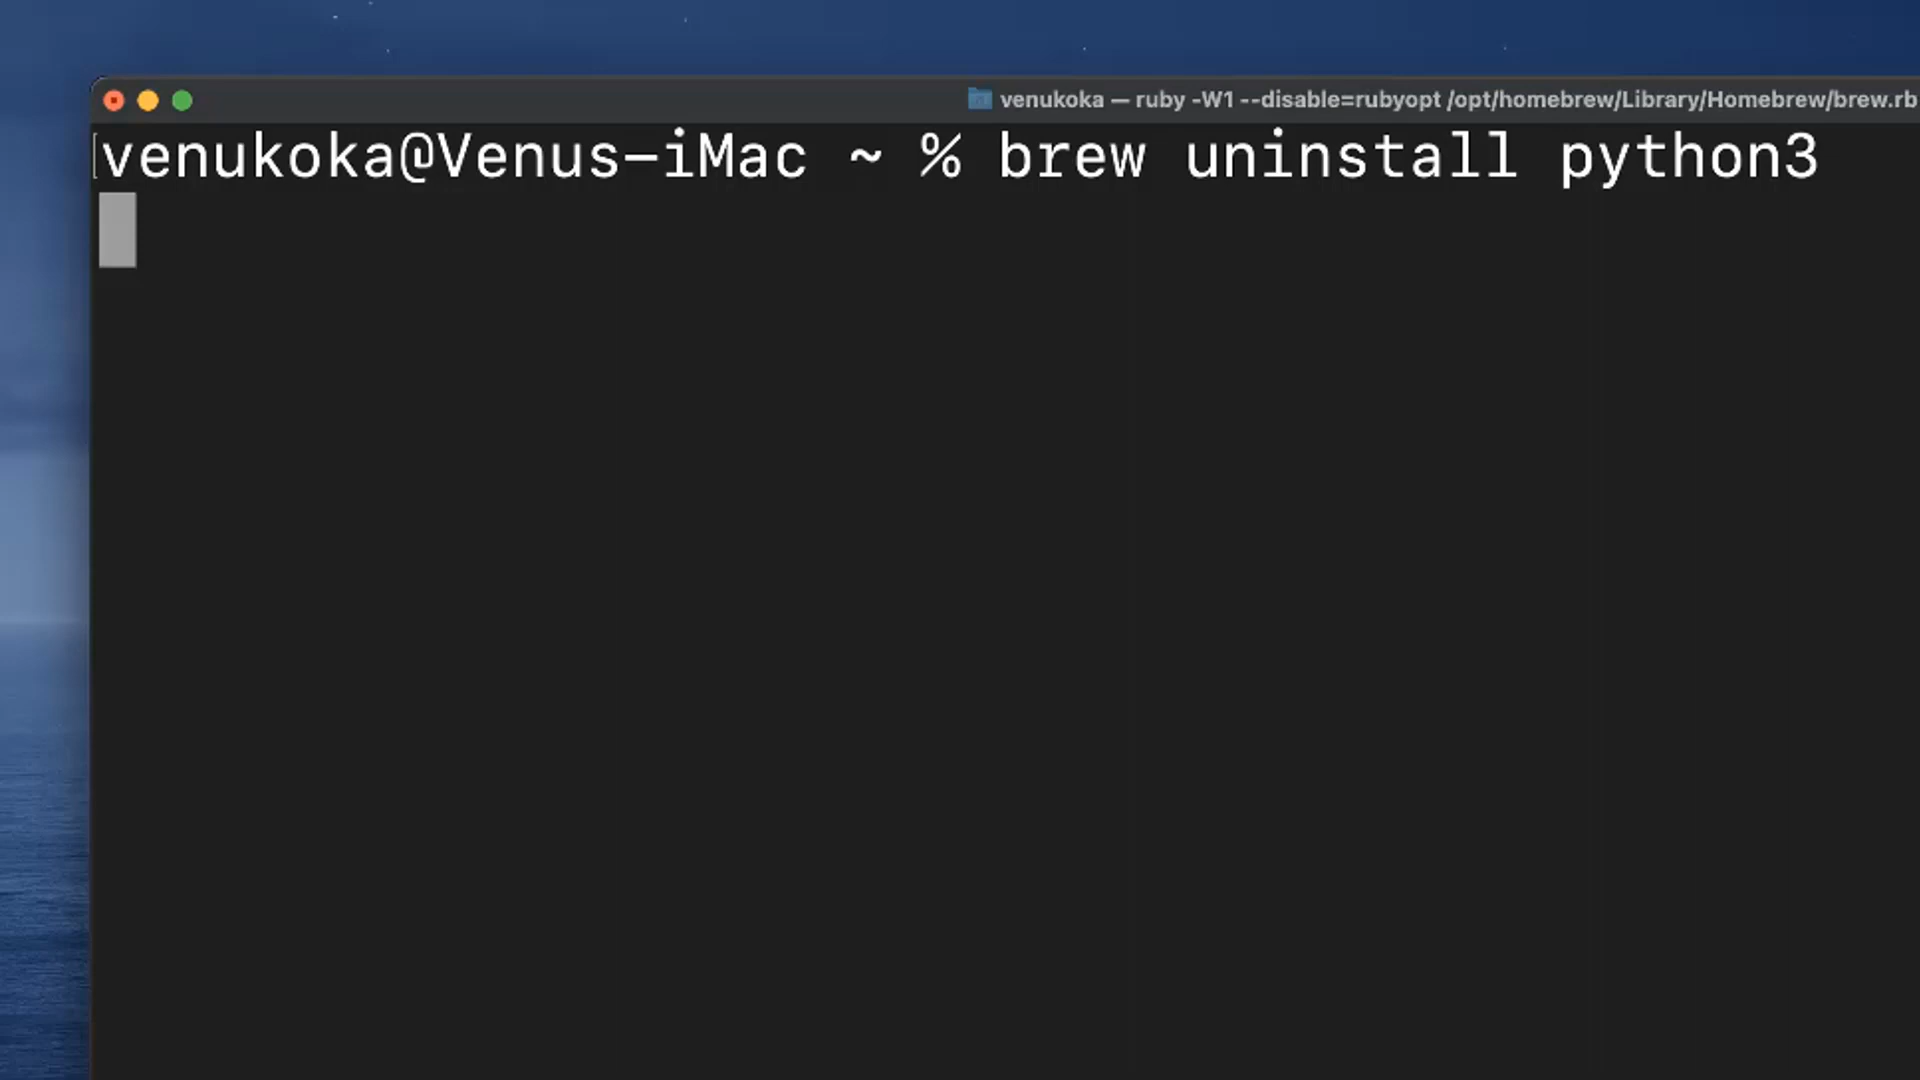 venukoka — ruby -W1 --disable=rubyopt /opt/homebrew/Library/Homebrew/brew.rb
venukoka@Venus-iMac ~ % brew uninstall python3